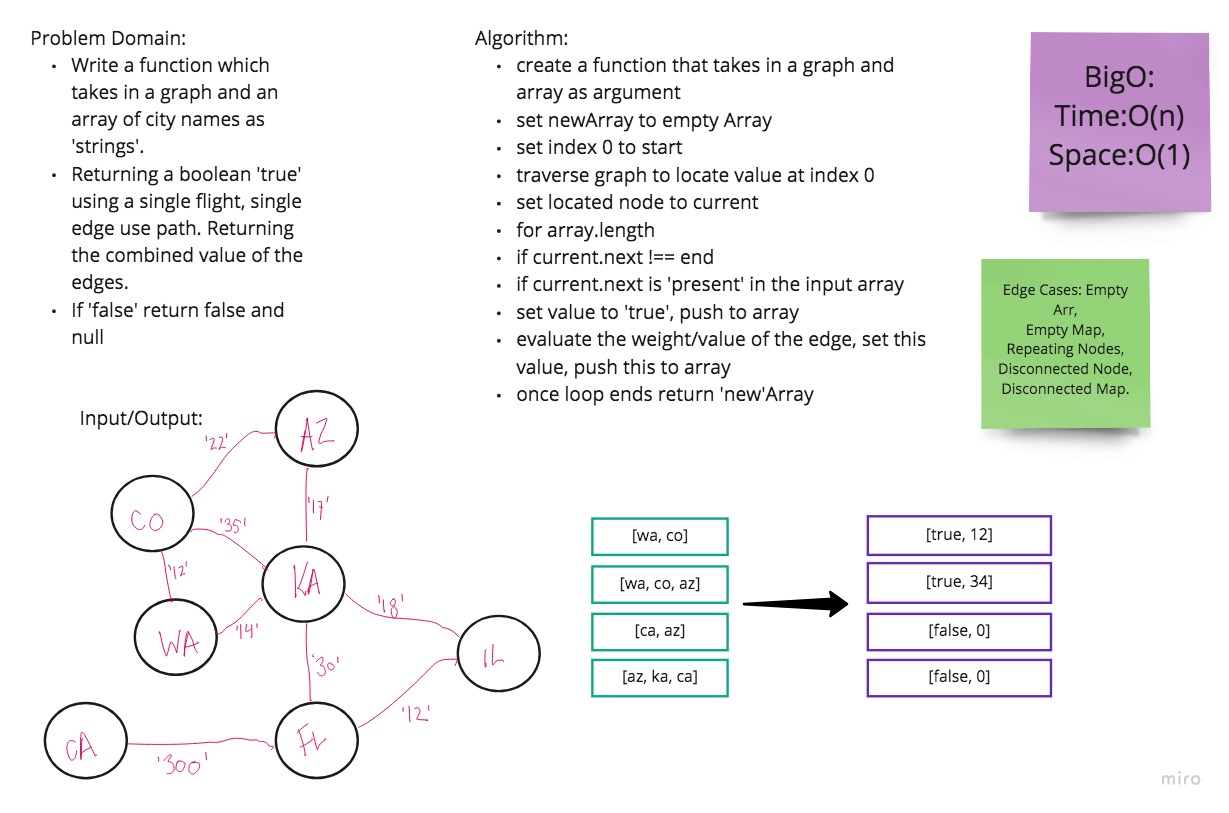 Problem Domain:
• Write a function which
takes in a graph and an
array of city names as
'strings'.
• Returning a boolean 'true'
using a single flight, single
edge use path. Returning
the combined value of the
edges.
• If 'false' return false and
null
Algorithm:
• create a function that takes in a graph and
array as argument
• set newArray to empty Array
• set index 0 to start
• traverse graph to locate value at index 0
• set located node to current
• for array.length
• if current.next !== end
• if current.next is 'present' in the input array
• set value to 'true', push to array
• evaluate the weight/value of the edge, set this
value, push this to array
• once loop ends return 'new'Array
BigO:
Time:O(n)
Space:O(1)
Edge Cases: Empty
Arr,
Empty Map,
Repeating Nodes,
Disconnected Node,
Disconnected Map.
Input/Output:
AZ
'22'
'17'
CO
'35'
'12'
KA
'18'
WA
'14'
'30'
IL
'12'
CA
'300'
FL
[wa, co]
[wa, co, az]
[ca, az]
[az, ka, ca]
[true, 12]
[true, 34]
[false, 0]
[false, 0]
miro